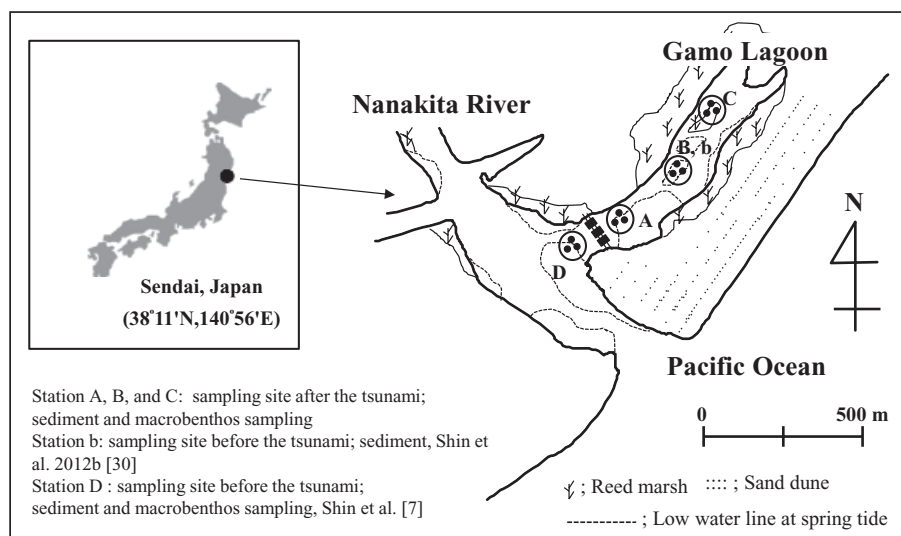 Gamo Lagoon
Nanakita River
C
B, b
A
D
N
Sendai, Japan
(38°11'N,140°56'E)
Pacific Ocean
Station A, B, and C: sampling site after the tsunami;
sediment and macrobenthos sampling
Station b: sampling site before the tsunami; sediment, Shin et
al. 2012b [30]
Station D : sampling site before the tsunami;
sediment and macrobenthos sampling, Shin et al. [7]
0 500 m
; Reed marsh ; Sand dune
; Low water line at spring tide